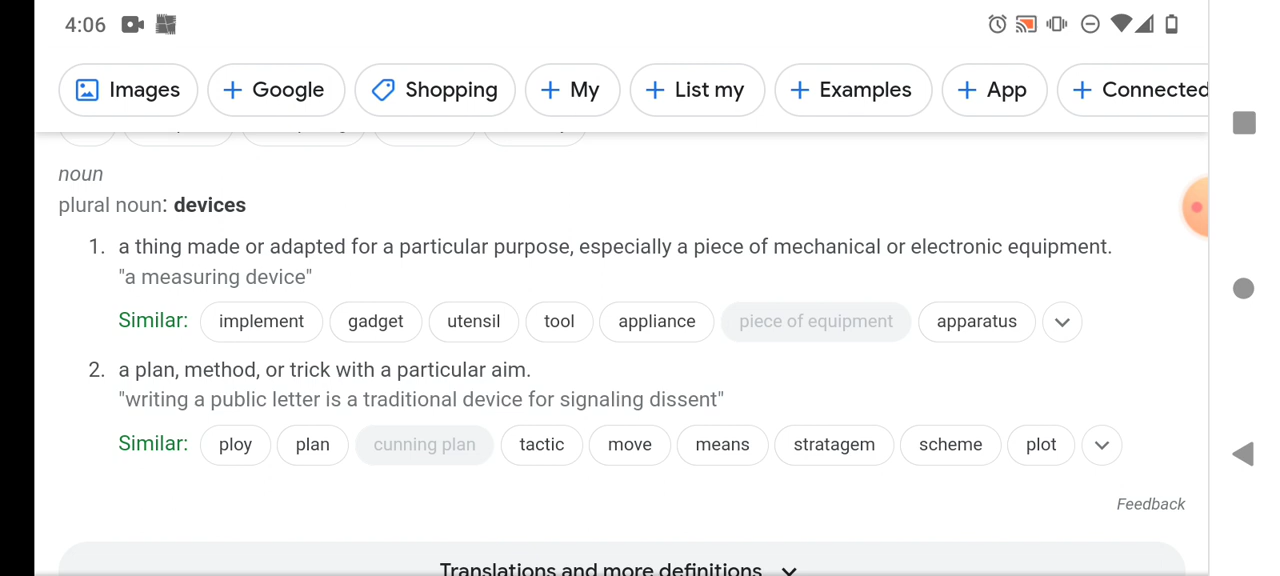 4:06
Images Google Shopping My List my Examples App Connected
noun
plural noun: devices
1. a thing made or adapted for a particular purpose, especially a piece of mechanical or electronic equipment.
"a measuring device"
Similar: implement gadget utensil tool appliance piece of equipment apparatus
2. a plan, method, or trick with a particular aim.
"writing a public letter is a traditional device for signaling dissent"
Similar: ploy plan cunning plan tactic move means stratagem scheme plot
Feedback
Translations and more definitions